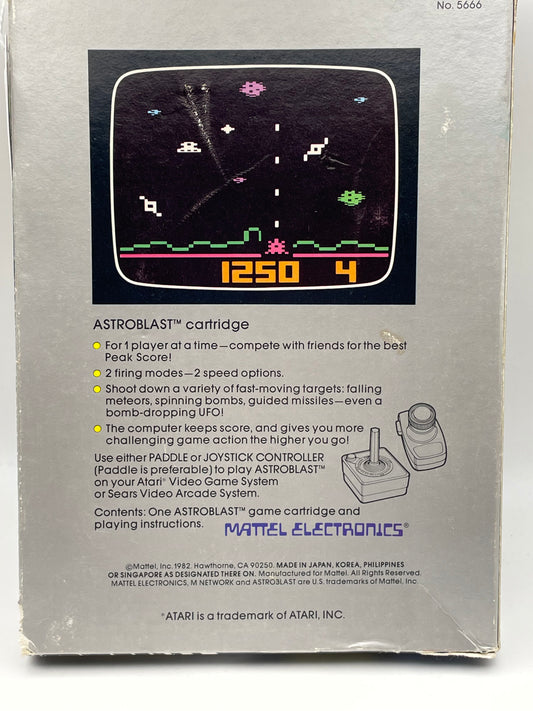 No. 5666
1250 4
ASTROBLAST™ cartridge
For 1 player at a time—compete with friends for the best
Peak Score!
2 firing modes—2 speed options.
Shoot down a variety of fast-moving targets: falling
meteors, spinning bombs, guided missiles—even a
bomb-dropping UFO!
The computer keeps score, and gives you more
challenging game action the higher you go!
Use either PADDLE or JOYSTICK CONTROLLER
(Paddle is preferable) to play ASTROBLAST™
on your Atari® Video Game System
or Sears Video Arcade System.
Contents: One ASTROBLAST™ game cartridge and
playing instructions.
MATTEL ELECTRONICS®
©Mattel, Inc. 1982. Hawthorne, CA 90250. MADE IN JAPAN, KOREA, PHILIPPINES
OR SINGAPORE AS DESIGNATED THERE ON. Manufactured for Mattel. All Rights Reserved.
MATTEL ELECTRONICS, M NETWORK and ASTROBLAST are U.S. trademarks of Mattel, Inc.
®ATARI is a trademark of ATARI, INC.